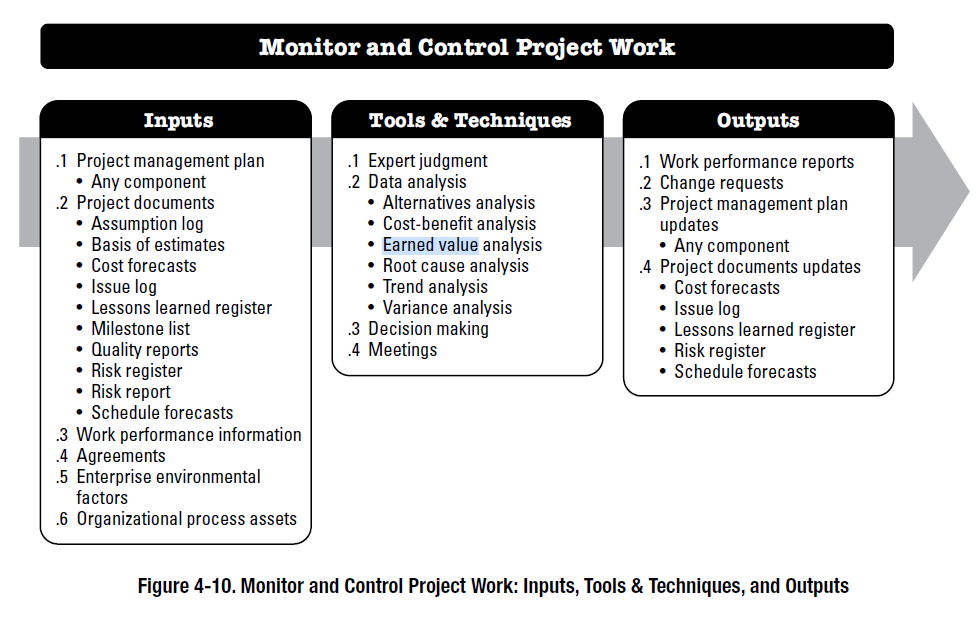 Monitor and Control Project Work
Inputs
.1 Project management plan
• Any component
.2 Project documents
• Assumption log
• Basis of estimates
• Cost forecasts
• Issue log
• Lessons learned register
• Milestone list
• Quality reports
• Risk register
• Risk report
• Schedule forecasts
.3 Work performance information
.4 Agreements
.5 Enterprise environmental
factors
.6 Organizational process assets
Tools & Techniques
.1 Expert judgment
.2 Data analysis
• Alternatives analysis
• Cost-benefit analysis
• Earned value analysis
• Root cause analysis
• Trend analysis
• Variance analysis
.3 Decision making
.4 Meetings
Outputs
.1 Work performance reports
.2 Change requests
.3 Project management plan
updates
• Any component
.4 Project documents updates
• Cost forecasts
• Issue log
• Lessons learned register
• Risk register
• Schedule forecasts
Figure 4-10. Monitor and Control Project Work: Inputs, Tools & Techniques, and Outputs